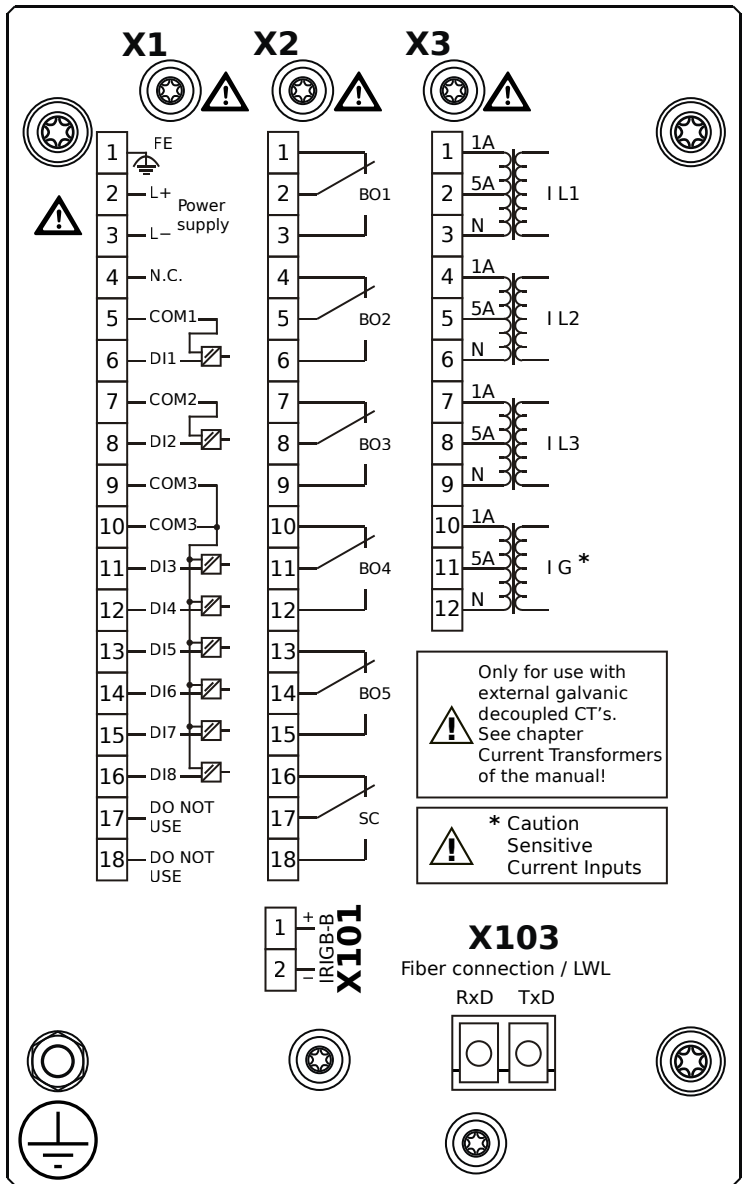 X1 X2 X3
1 FE
2 L+
Power
supply
3 L−
4 N.C.
5 COM1
6 DI1
7 COM2
8 DI2
9 COM3
10 COM3
11 DI3
12 DI4
13 DI5
14 DI6
15 DI7
16 DI8
17 DO NOT
USE
18 DO NOT
USE
1
2 BO1
3
4
5 BO2
6
7
8 BO3
9
10
11 BO4
12
13
14 BO5
15
16
17 SC
18
1 1A
2 5A I L1
3 N
4 1A
5 5A I L2
6 N
7 1A
8 5A I L3
9 N
10 1A
11 5A I G *
12 N
Only for use with
external galvanic
decoupled CT's.
See chapter
Current Transformers
of the manual!
* Caution
Sensitive
Current Inputs
1 +
2 −
IRIGB-B
X101
X103
Fiber connection / LWL
RxD TxD